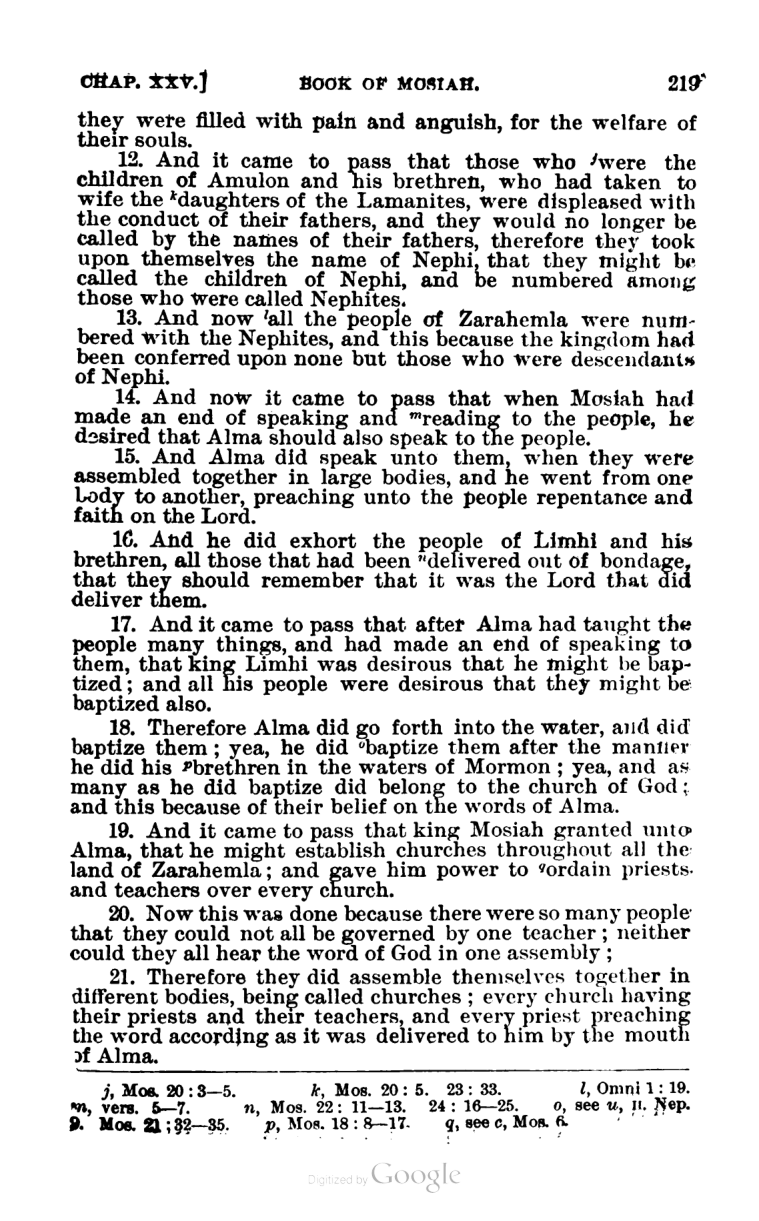 CHAP. XXV.] BOOK OF MOSIAH. 219
they were filled with pain and anguish, for the welfare of
their souls.
12. And it came to pass that those who jwere the
children of Amulon and his brethren, who had taken to
wife the kdaughters of the Lamanites, were displeased with
the conduct of their fathers, and they would no longer be
called by the names of their fathers, therefore they took
upon themselves the name of Nephi, that they might be
called the children of Nephi, and be numbered among
those who were called Nephites.
13. And now lall the people of Zarahemla were num-
bered with the Nephites, and this because the kingdom had
been conferred upon none but those who were descendants
of Nephi.
14. And now it came to pass that when Mosiah had
made an end of speaking and mreading to the people, he
desired that Alma should also speak to the people.
15. And Alma did speak unto them, when they were
assembled together in large bodies, and he went from one
body to another, preaching unto the people repentance and
faith on the Lord.
16. And he did exhort the people of Limhi and his
brethren, all those that had been ndelivered out of bondage,
that they should remember that it was the Lord that did
deliver them.
17. And it came to pass that after Alma had taught the
people many things, and had made an end of speaking to
them, that king Limhi was desirous that he might be bap-
tized; and all his people were desirous that they might be
baptized also.
18. Therefore Alma did go forth into the water, and did
baptize them; yea, he did obaptize them after the manner
he did his pbrethren in the waters of Mormon; yea, and as
many as he did baptize did belong to the church of God;
and this because of their belief on the words of Alma.
19. And it came to pass that king Mosiah granted unto
Alma, that he might establish churches throughout all the
land of Zarahemla; and gave him power to qordain priests
and teachers over every church.
20. Now this was done because there were so many people
that they could not all be governed by one teacher; neither
could they all hear the word of God in one assembly;
21. Therefore they did assemble themselves together in
different bodies, being called churches; every church having
their priests and their teachers, and every priest preaching
the word according as it was delivered to him by the mouth
of Alma.
j, Mos. 20:3—5. k, Mos. 20:5. 23:33. l, Omni 1:19.
m, vers. 5—7. n, Mos. 22:11—13. 24:16—25. o, see u, II. Nep.
9. Mos. 21:32—35. p, Mos. 18:8—17. q, see c, Mos. 6.
Digitized by Google